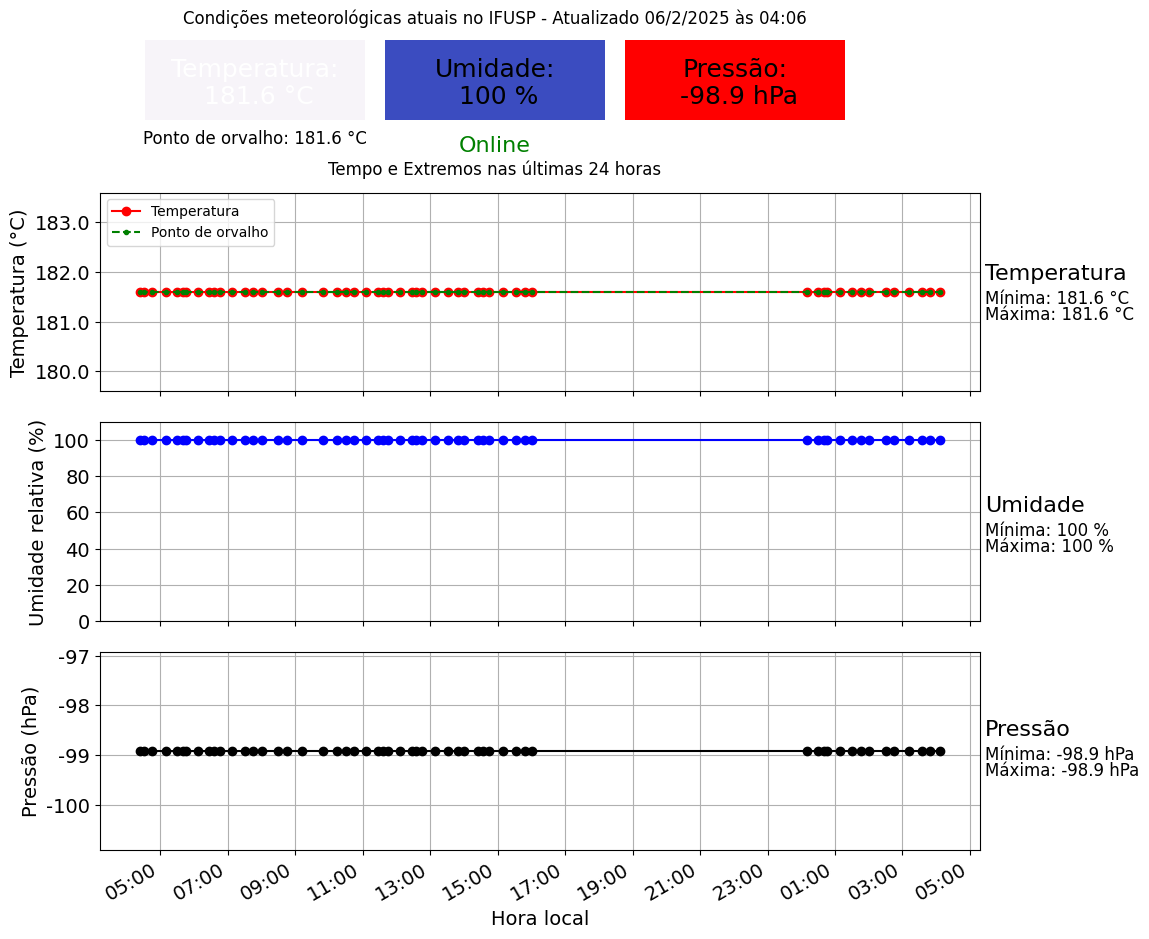 Condições meteorológicas atuais no IFUSP - Atualizado 06/2/2025 às 04:06
Temperatura:
181.6 °C
Umidade:
100 %
Pressão:
-98.9 hPa
Ponto de orvalho: 181.6 °C
Online
Tempo e Extremos nas últimas 24 horas
Temperatura (°C)
183.0
182.0
181.0
180.0
Temperatura
Ponto de orvalho
Temperatura
Mínima: 181.6 °C
Máxima: 181.6 °C
Umidade relativa (%)
100
80
60
40
20
0
Umidade
Mínima: 100 %
Máxima: 100 %
Pressão (hPa)
-97
-98
-99
-100
Pressão
Mínima: -98.9 hPa
Máxima: -98.9 hPa
05:00 07:00 09:00 11:00 13:00 15:00 17:00 19:00 21:00 23:00 01:00 03:00 05:00
Hora local